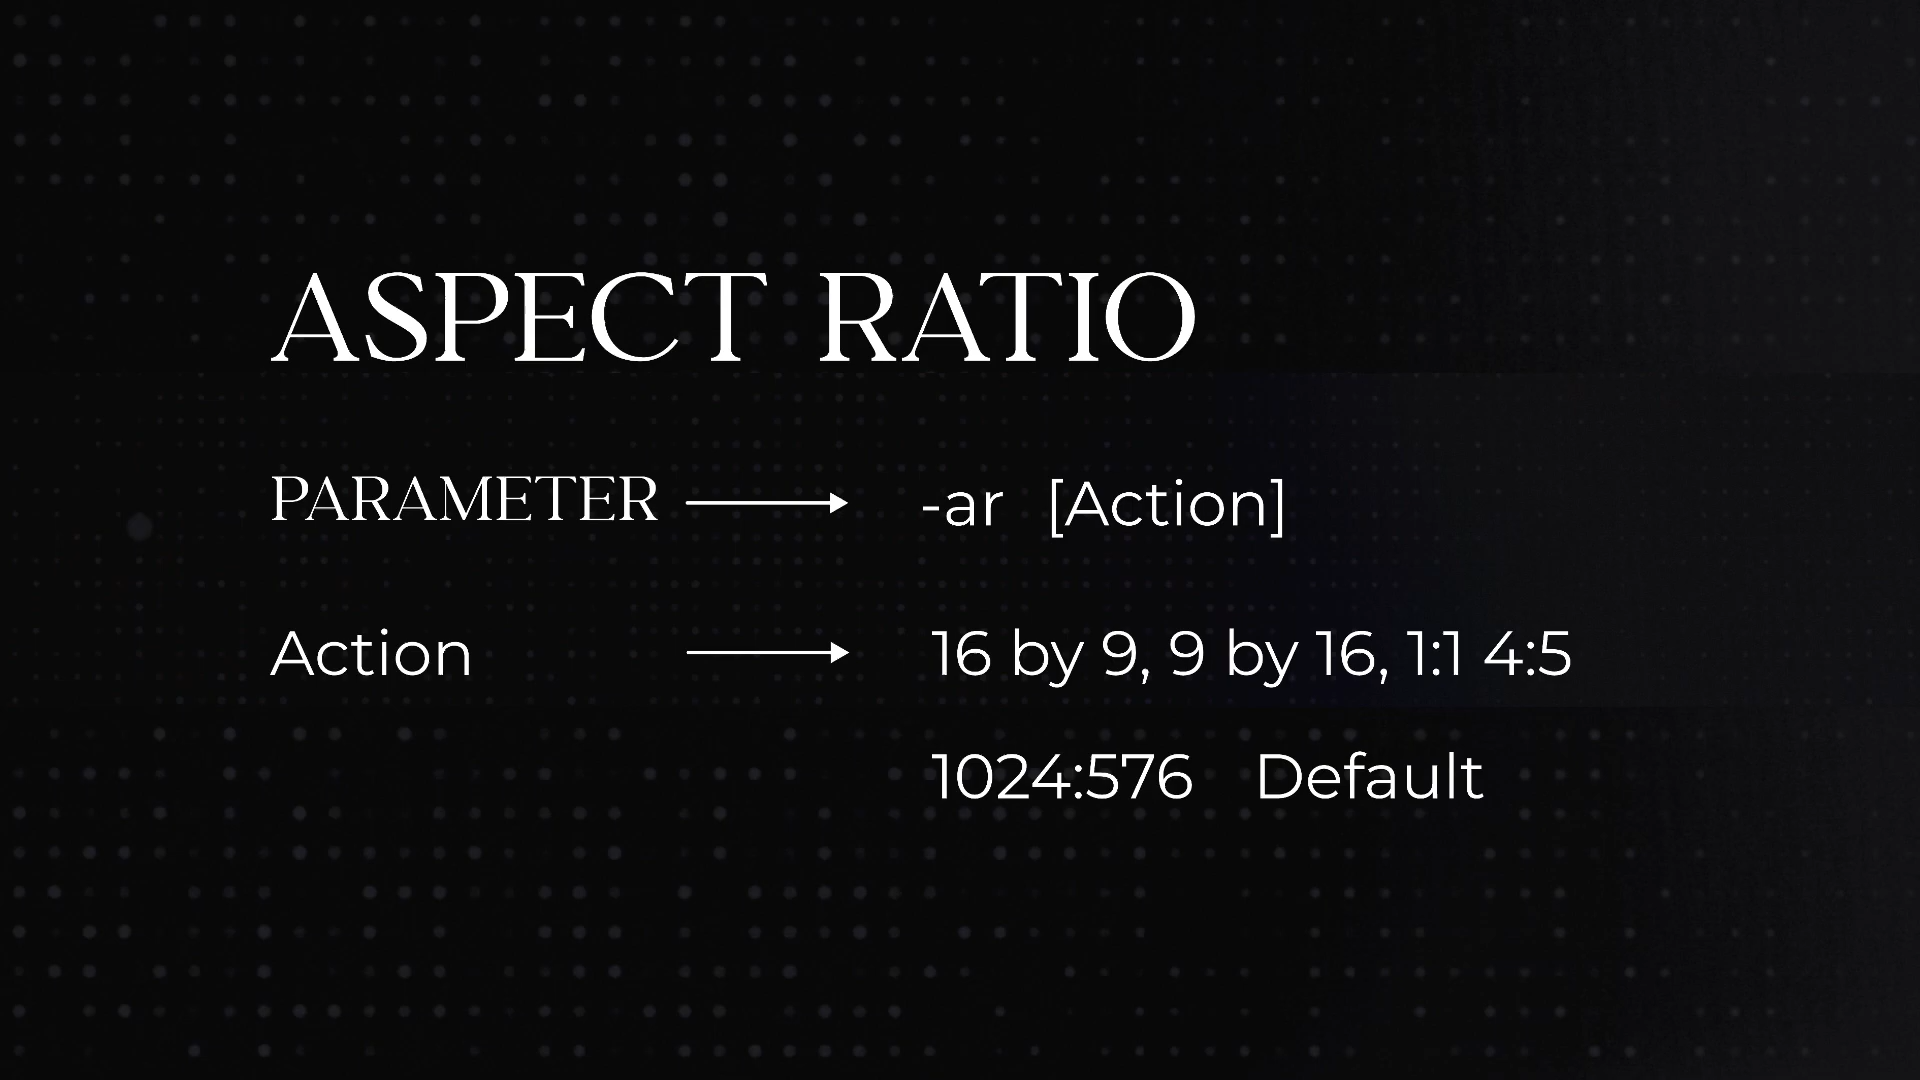 ASPECT RATIO
PARAMETER -ar [Action]
Action 16 by 9, 9 by 16, 1:1 4:5
1024:576 Default